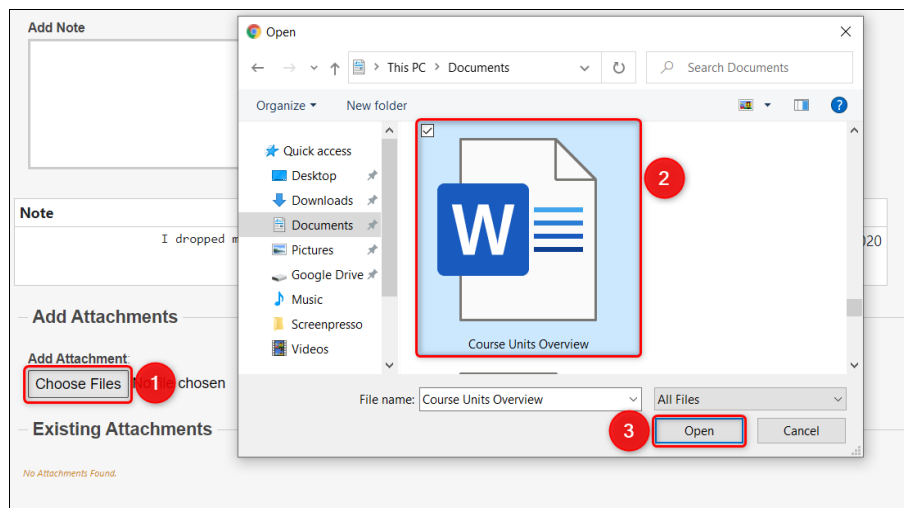 Add Note
Open
This PC > Documents
Search Documents
Organize
New folder
Quick access
Desktop
Downloads
Documents
Pictures
Google Drive
Music
Screenpresso
Videos
W
Course Units Overview
2
Note
I dropped
20
Add Attachments
Add Attachment:
Choose Files
1
chosen
File name: Course Units Overview
All Files
3
Open
Cancel
Existing Attachments
No Attachments Found.